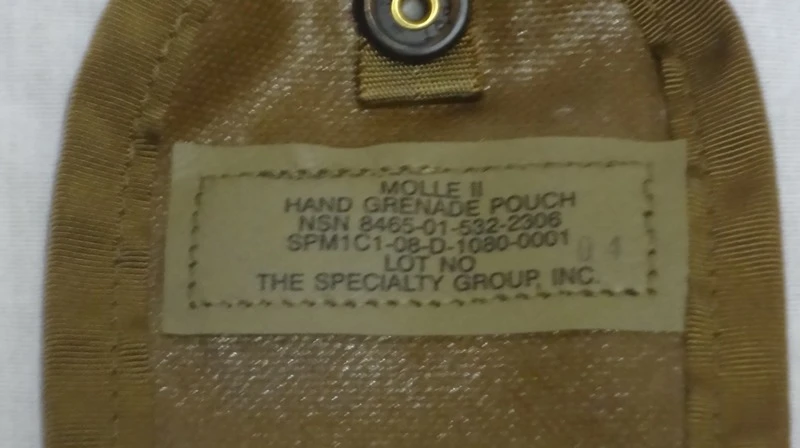 MOLLE II
HAND GRENADE POUCH
NSN 8465-01-532-2306
SPM1C1-08-D-1080-0001 04
LOT NO
THE SPECIALTY GROUP, INC.